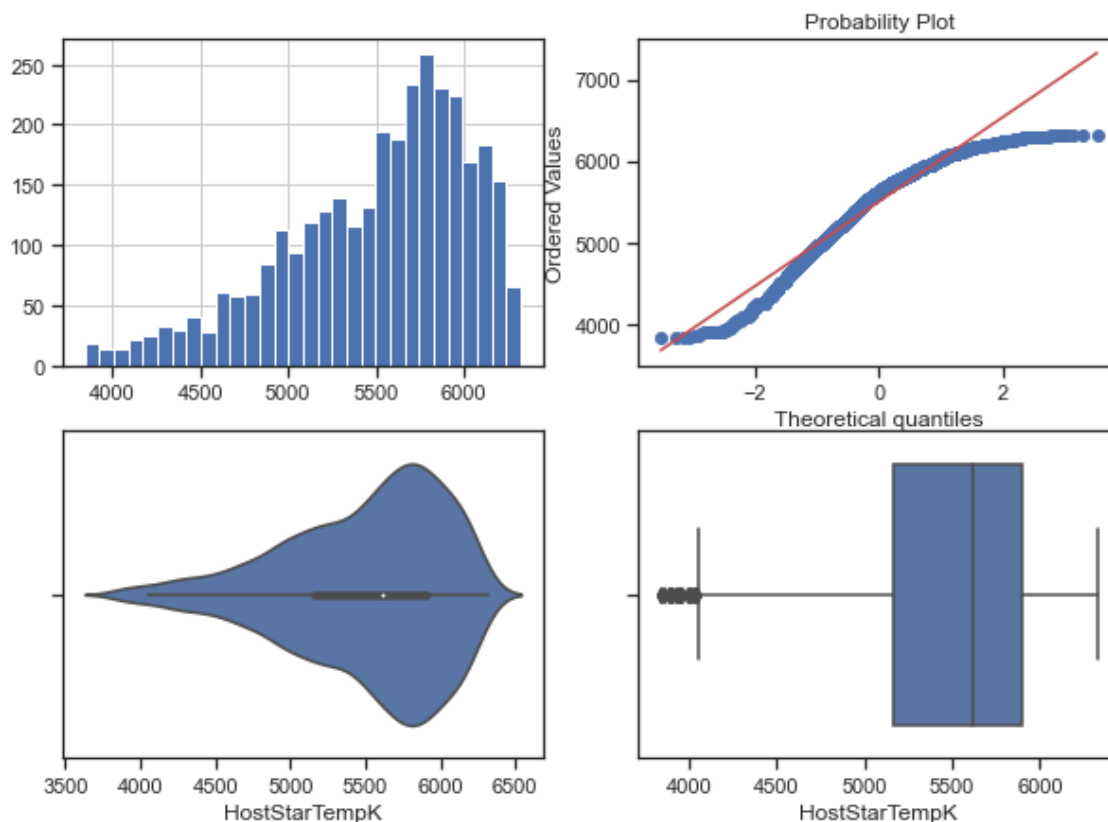 Probability Plot
250
200
150
100
50
0
4000 4500 5000 5500 6000
Ordered Values
7000
6000
5000
4000
−2 0 2
Theoretical quantiles
3500 4000 4500 5000 5500 6000 6500
HostStarTempK
4000 4500 5000 5500 6000
HostStarTempK